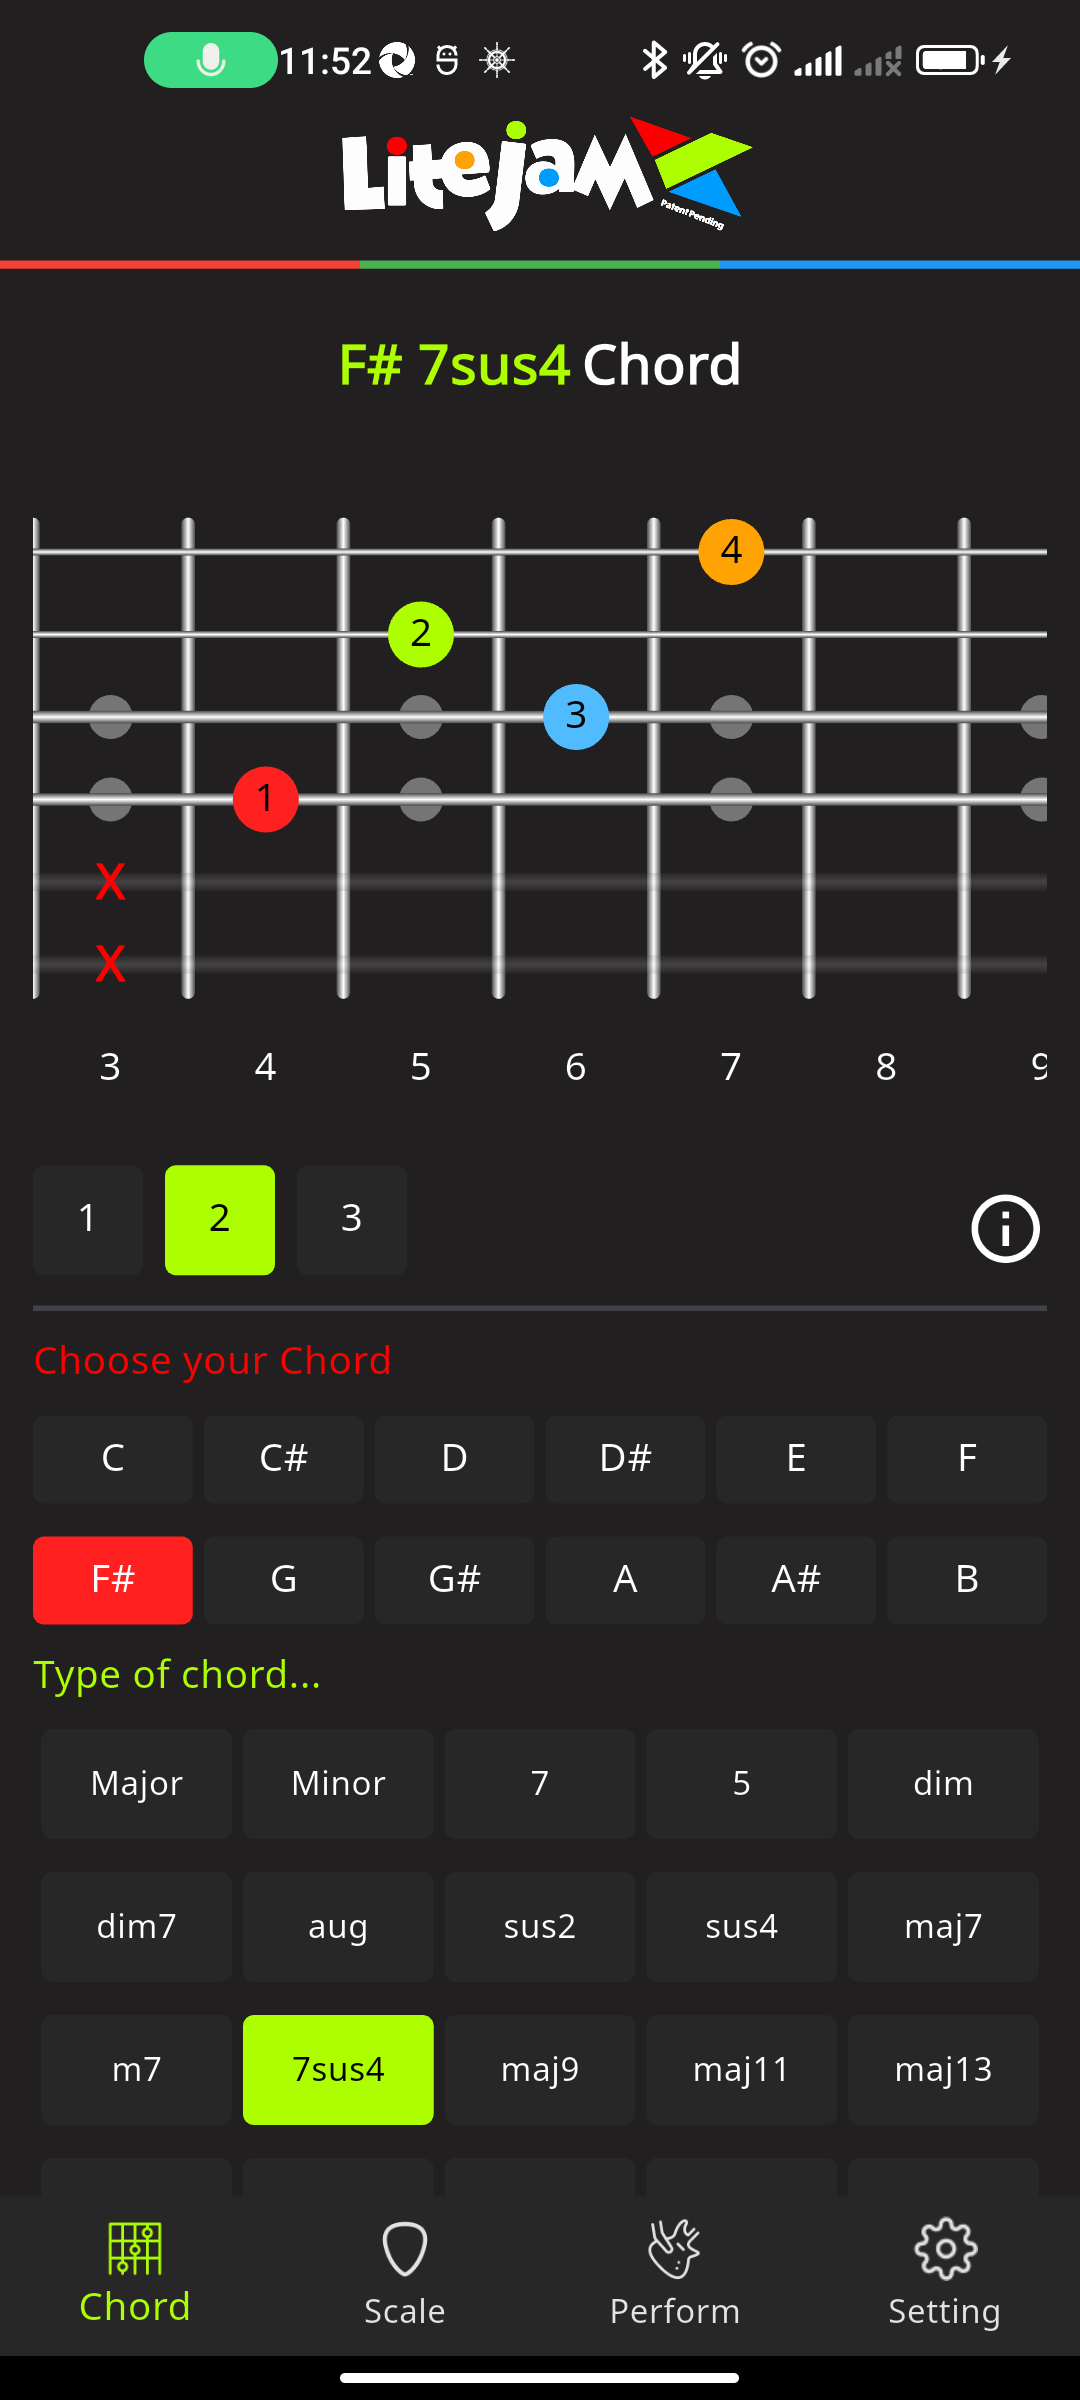 11:52
Litejam
Patent Pending
F# 7sus4 Chord
4
2
3
1
X
X
3 4 5 6 7 8 9
1 2 3
Choose your Chord
C C# D D# E F
F# G G# A A# B
Type of chord...
Major Minor 7 5 dim
dim7 aug sus2 sus4 maj7
m7 7sus4 maj9 maj11 maj13
Chord Scale Perform Setting